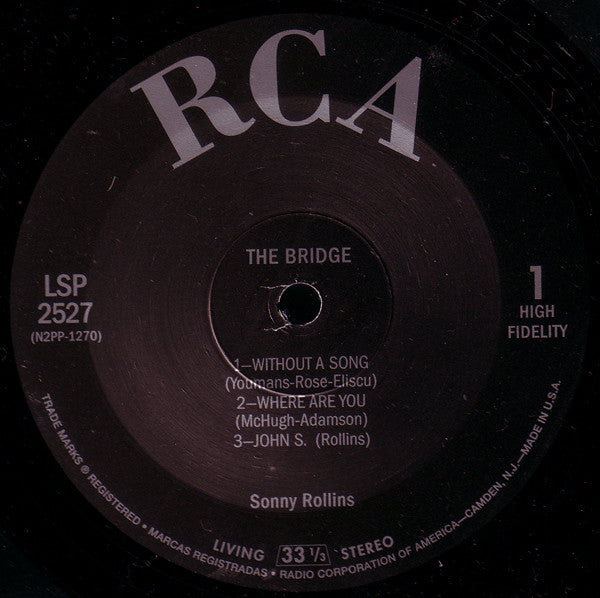 RCA
THE BRIDGE
LSP
2527
(N2PP-1270)
1
HIGH
FIDELITY
1—WITHOUT A SONG
(Youmans-Rose-Eliscu)
2—WHERE ARE YOU
(McHugh-Adamson)
3—JOHN S. (Rollins)
Sonny Rollins
LIVING 33 1/3 STEREO
TRADE MARKS ® REGISTERED • MARCAS REGISTRADAS • RADIO CORPORATION OF AMERICA—CAMDEN, N.J.—MADE IN U.S.A.